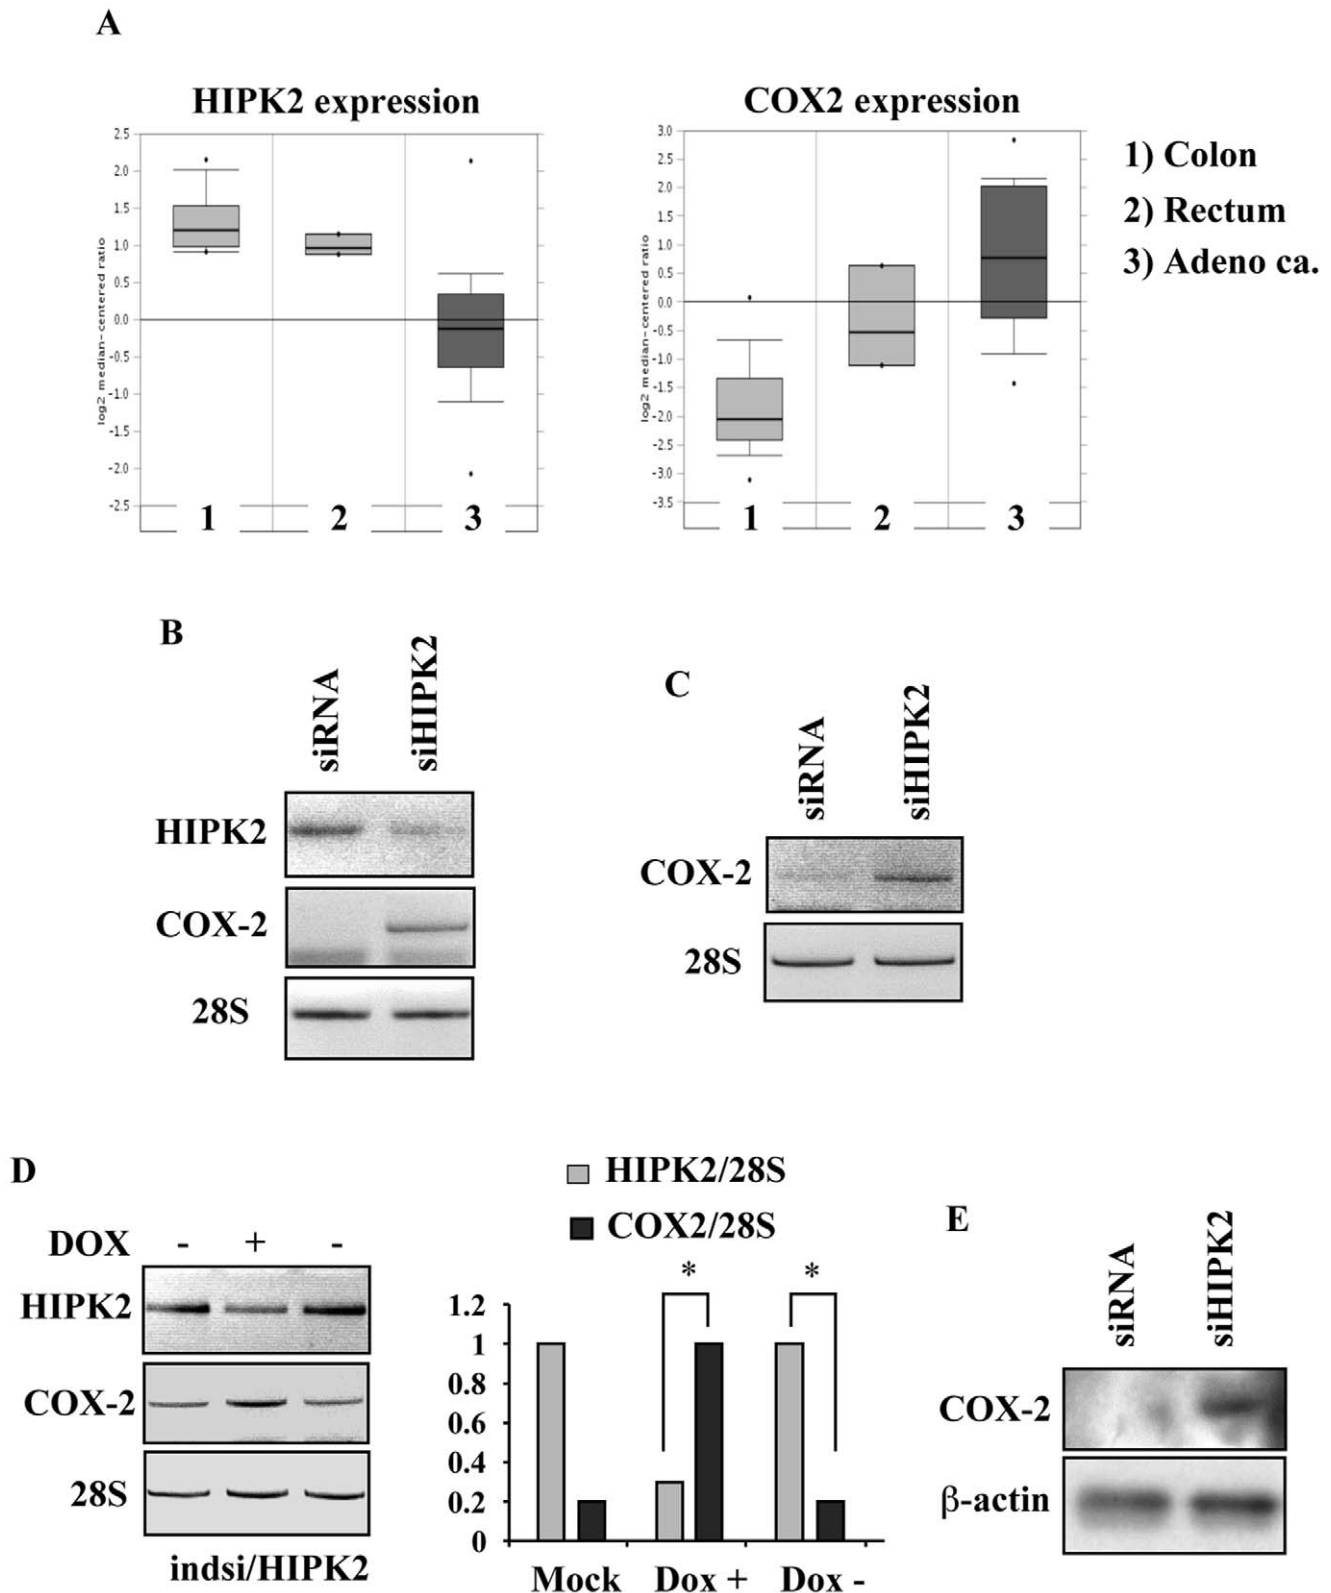 A
HIPK2 expression
COX2 expression
log2 median-centered ratio
2.5
2.0
1.5
1.0
0.5
0.0
-0.5
-1.0
-1.5
-2.0
-2.5
1 2 3
log2 median-centered ratio
3.0
2.5
2.0
1.5
1.0
0.5
0.0
-0.5
-1.0
-1.5
-2.0
-2.5
-3.0
-3.5
1 2 3
1) Colon
2) Rectum
3) Adeno ca.
B
siRNA
siHIPK2
HIPK2
COX-2
28S
C
siRNA
siHIPK2
COX-2
28S
D
DOX - + -
HIPK2
COX-2
28S
indsi/HIPK2
HIPK2/28S
COX2/28S
* *
1.2
1
0.8
0.6
0.4
0.2
0
Mock Dox + Dox -
E
siRNA
siHIPK2
COX-2
β-actin